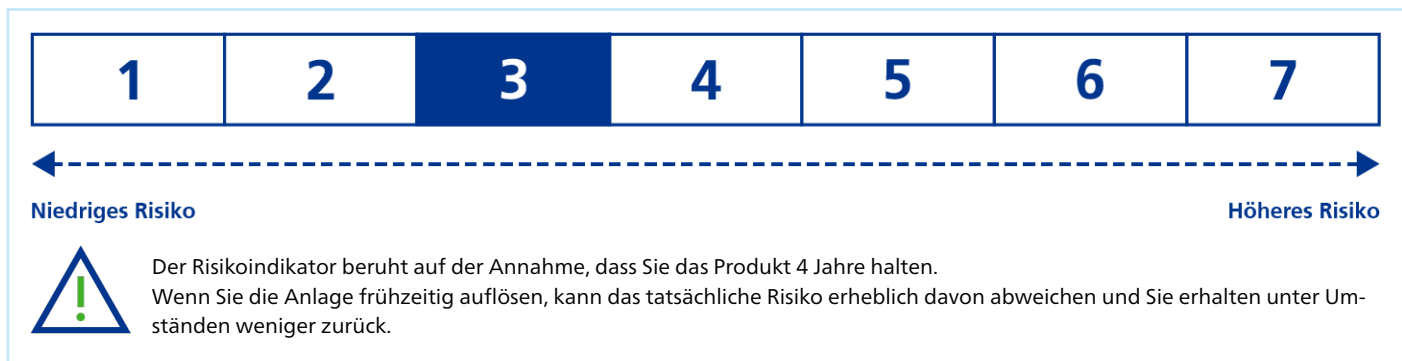 1 2 3 4 5 6 7
Niedriges Risiko Höheres Risiko
Der Risikoindikator beruht auf der Annahme, dass Sie das Produkt 4 Jahre halten.
Wenn Sie die Anlage frühzeitig auflösen, kann das tatsächliche Risiko erheblich davon abweichen und Sie erhalten unter Um-
ständen weniger zurück.